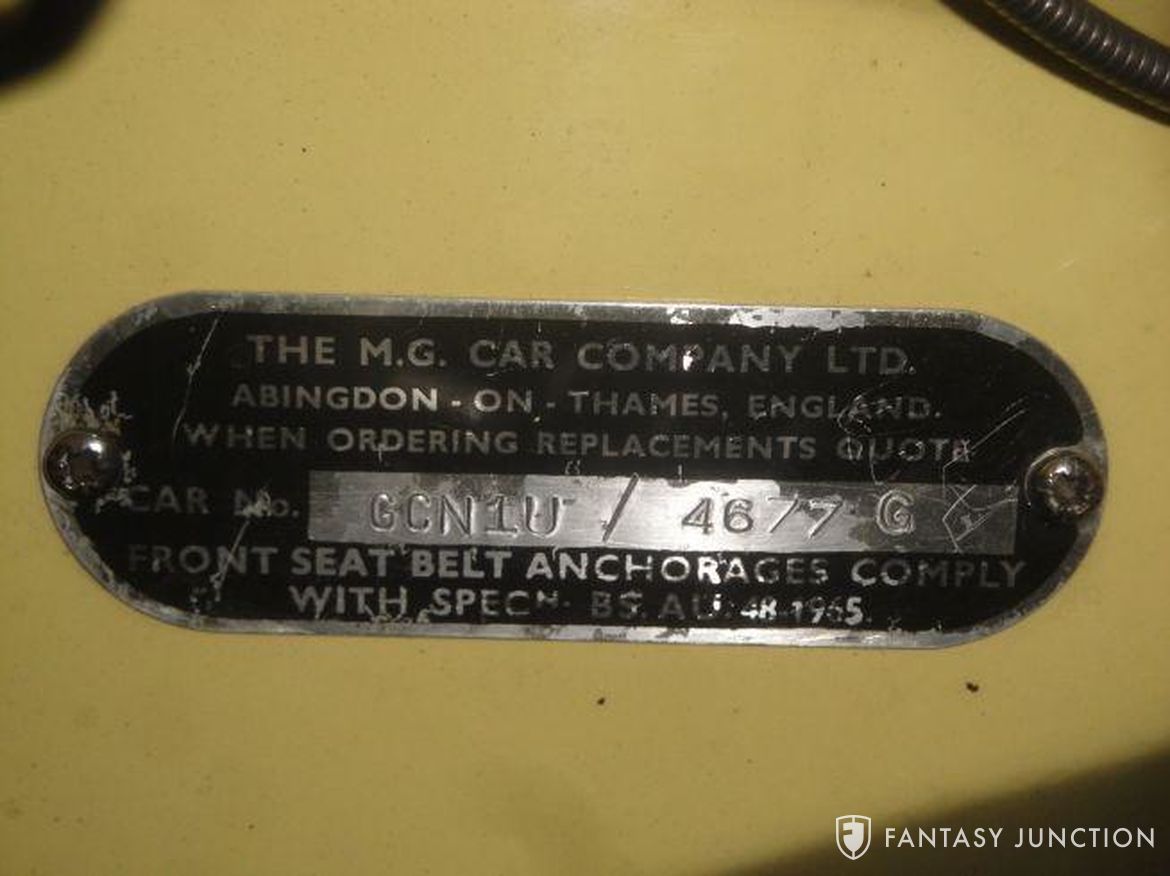 THE M.G. CAR COMPANY LTD.
ABINGDON - ON - THAMES, ENGLAND.
WHEN ORDERING REPLACEMENTS QUOTE
CAR No. GCN1U / 4677 G
FRONT SEAT BELT ANCHORAGES COMPLY
WITH SPECN. BS. AU. 48-1965.
FANTASY JUNCTION